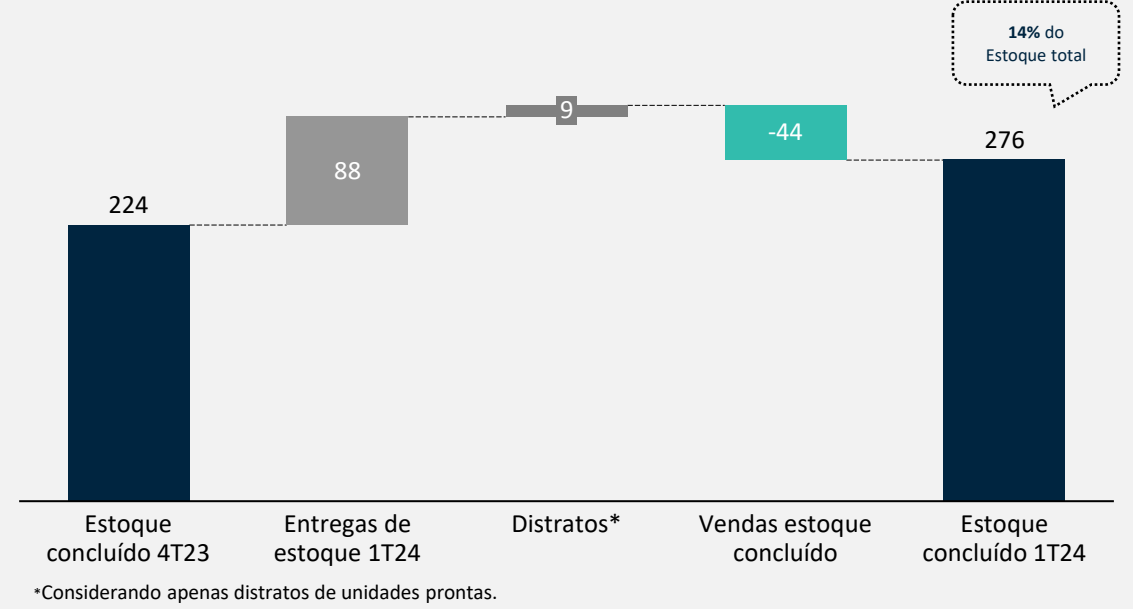 14% do
Estoque total
224
88
9
-44
276
Estoque
concluído 4T23
Entregas de
estoque 1T24
Distratos*
Vendas estoque
concluído
Estoque
concluído 1T24
*Considerando apenas distratos de unidades prontas.